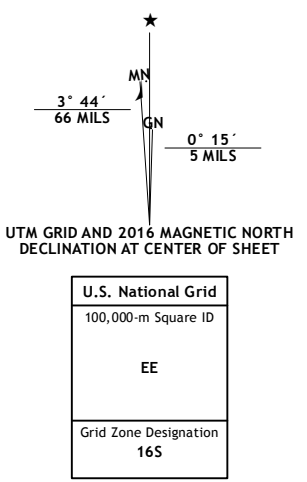 ★
MN
3° 44´
66 MILS
GN
0° 15´
5 MILS
UTM GRID AND 2016 MAGNETIC NORTH
DECLINATION AT CENTER OF SHEET
U.S. National Grid
100,000-m Square ID
EE
Grid Zone Designation
16S